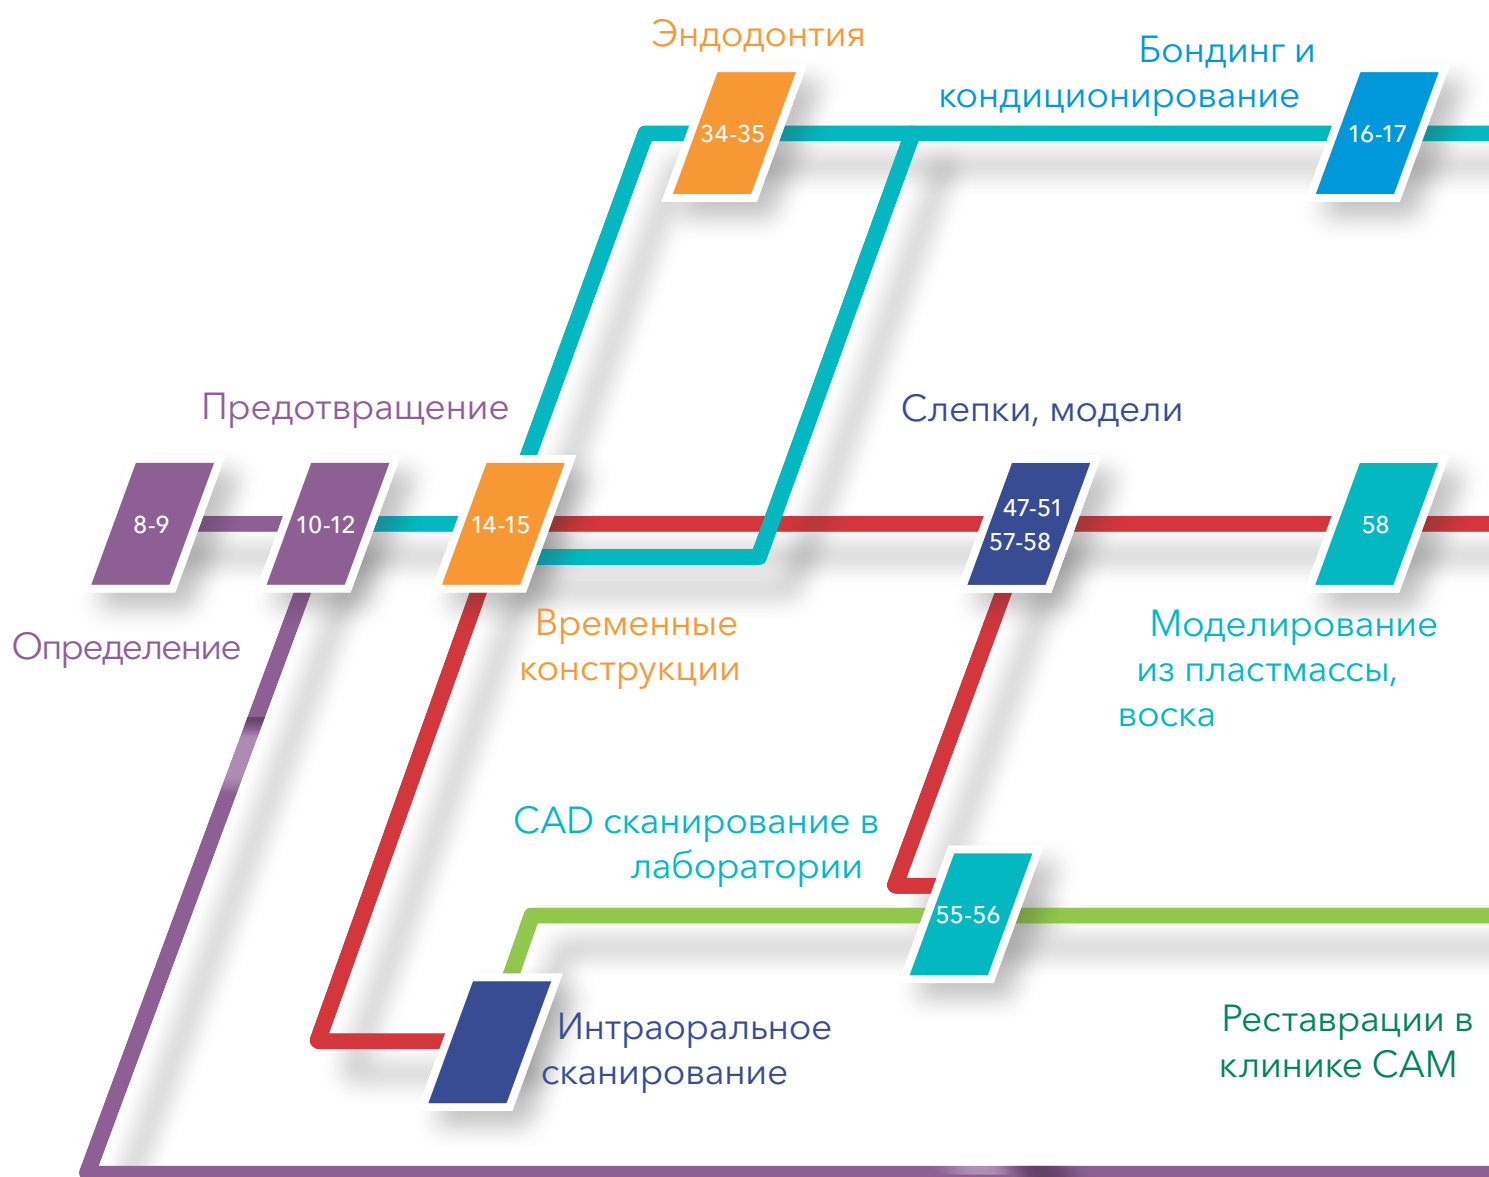 Эндодонтия
Бондинг и
кондиционирование
34-35
16-17
Предотвращение
Слепки, модели
8-9
10-12
14-15
47-51
57-58
58
Определение
Временные
конструкции
Моделирование
из пластмассы,
воска
CAD сканирование в
лаборатории
55-56
Интраоральное
сканирование
Реставрации в
клинике CAM